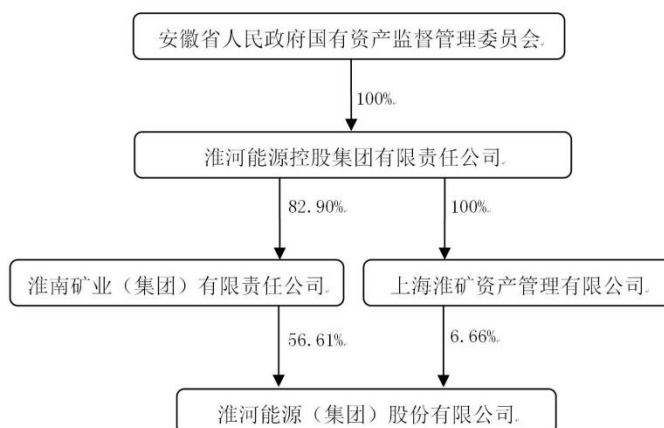 安徽省人民政府国有资产监督管理委员会
100%
淮河能源控股集团有限责任公司
82.90%
100%
淮南矿业（集团）有限责任公司
上海淮矿资产管理有限公司
56.61%
6.66%
淮河能源（集团）股份有限公司